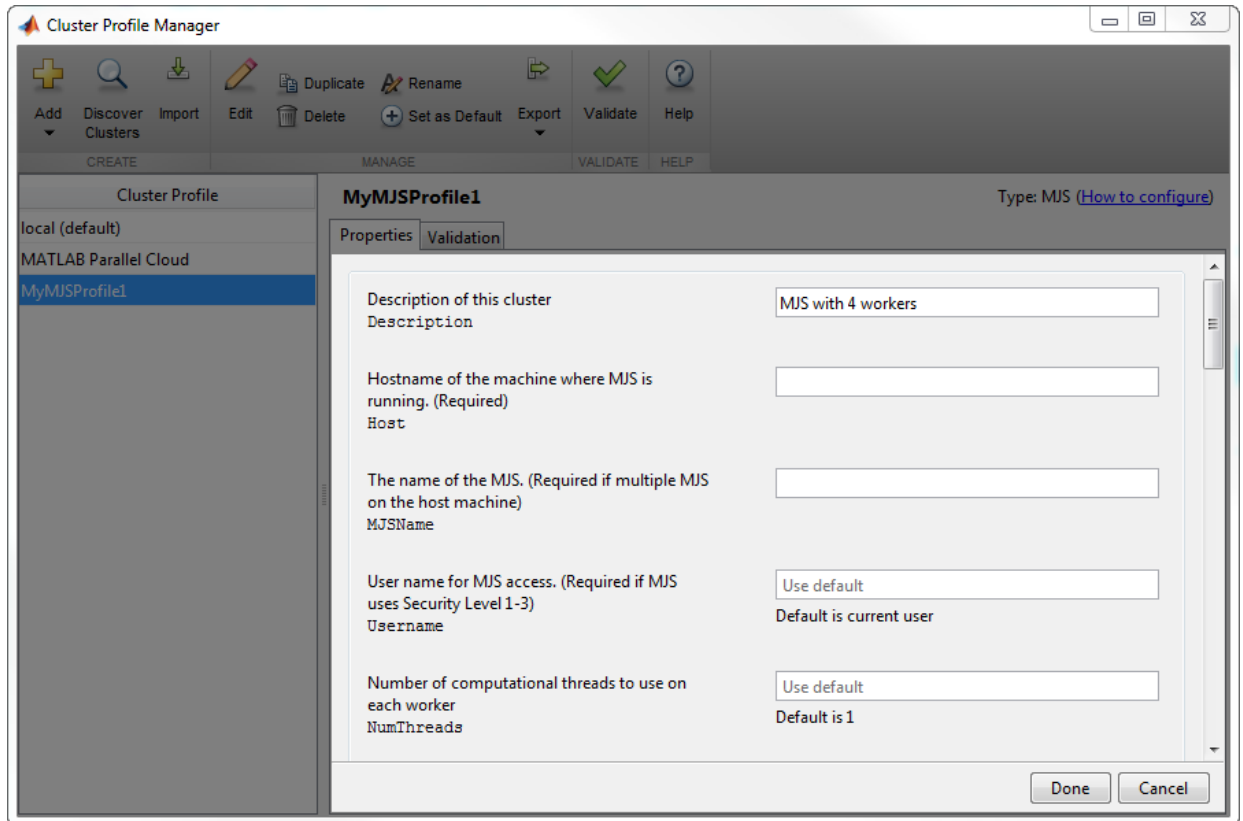 Cluster Profile Manager
Add
Discover Clusters
Import
Edit
Duplicate
Delete
Rename
Set as Default
Export
Validate
Help
CREATE
MANAGE
VALIDATE
HELP
Cluster Profile
local (default)
MATLAB Parallel Cloud
MyMJSProfile1
MyMJSProfile1
Type: MJS (How to configure)
Properties
Validation
Description of this cluster
Description
MJS with 4 workers
Hostname of the machine where MJS is
running. (Required)
Host
The name of the MJS. (Required if multiple MJS
on the host machine)
MJSName
User name for MJS access. (Required if MJS
uses Security Level 1-3)
Username
Use default
Default is current user
Number of computational threads to use on
each worker
NumThreads
Use default
Default is 1
Done
Cancel